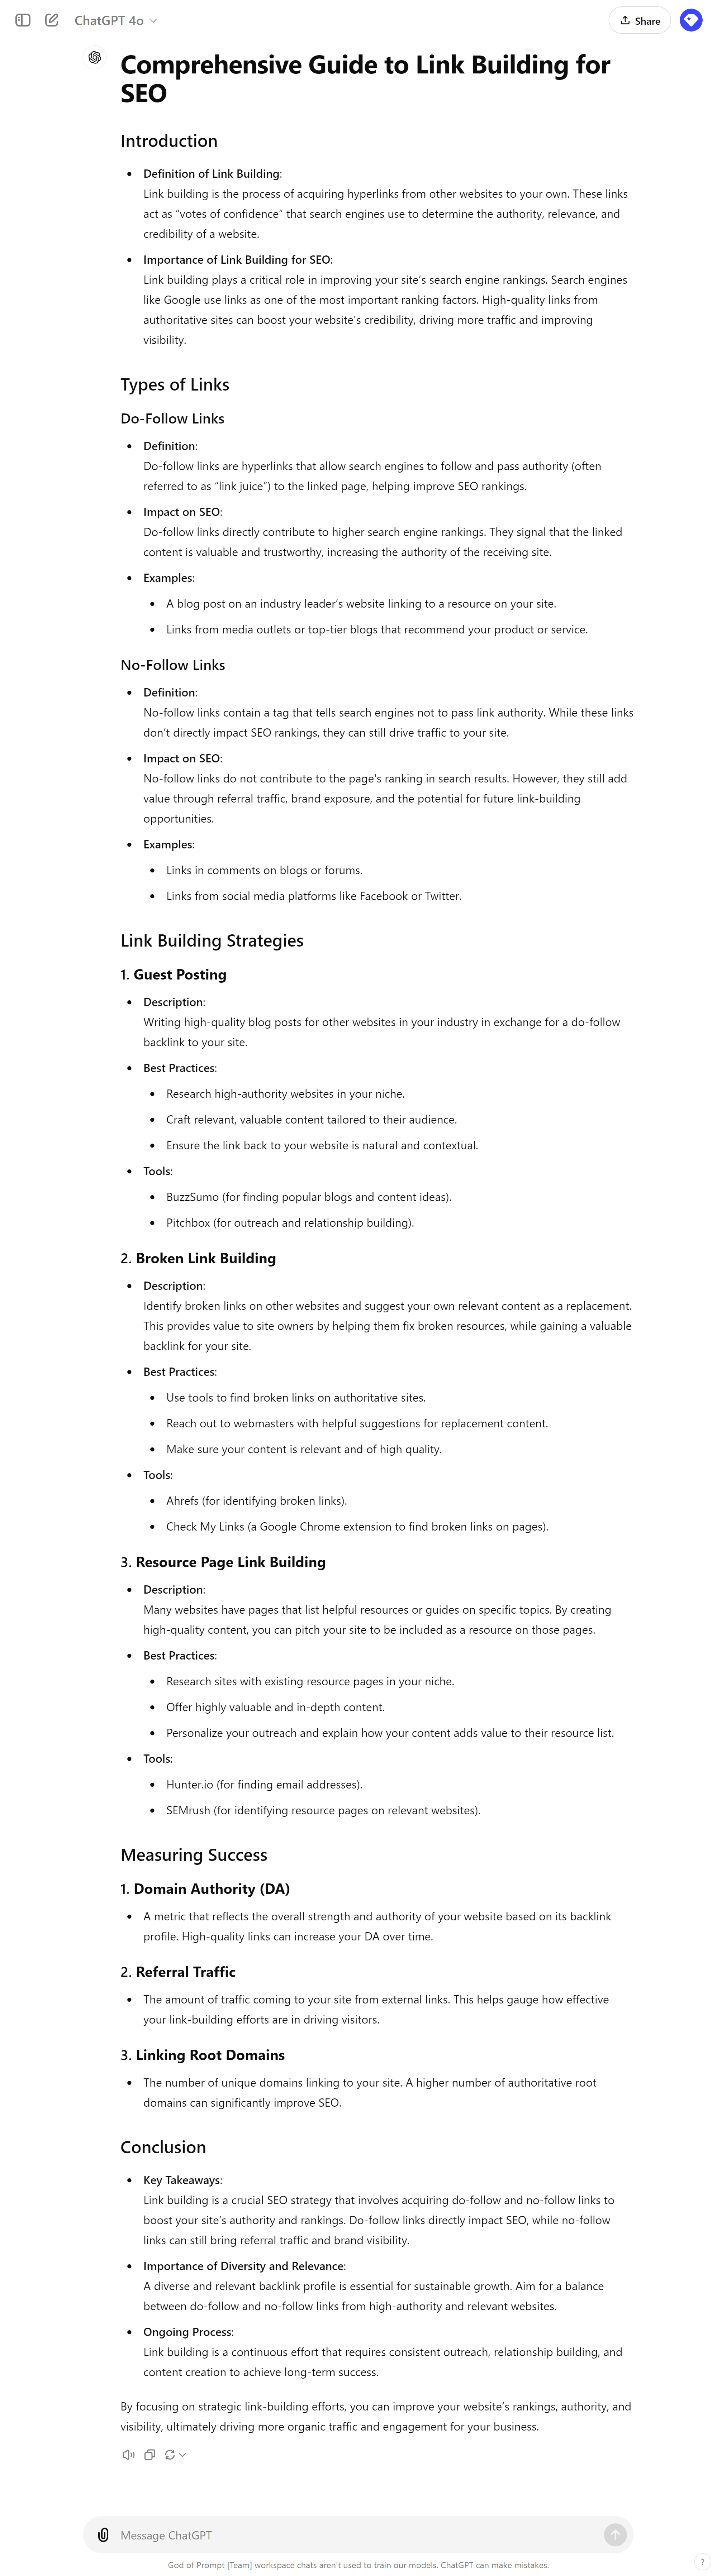 ChatGPT 4o
Share
Comprehensive Guide to Link Building for
SEO
Introduction
• Definition of Link Building:
Link building is the process of acquiring hyperlinks from other websites to your own. These links
act as “votes of confidence” that search engines use to determine the authority, relevance, and
credibility of a website.
• Importance of Link Building for SEO:
Link building plays a critical role in improving your site’s search engine rankings. Search engines
like Google use links as one of the most important ranking factors. High-quality links from
authoritative sites can boost your website's credibility, driving more traffic and improving
visibility.
Types of Links
Do-Follow Links
• Definition:
Do-follow links are hyperlinks that allow search engines to follow and pass authority (often
referred to as “link juice”) to the linked page, helping improve SEO rankings.
• Impact on SEO:
Do-follow links directly contribute to higher search engine rankings. They signal that the linked
content is valuable and trustworthy, increasing the authority of the receiving site.
• Examples:
• A blog post on an industry leader’s website linking to a resource on your site.
• Links from media outlets or top-tier blogs that recommend your product or service.
No-Follow Links
• Definition:
No-follow links contain a tag that tells search engines not to pass link authority. While these links
don’t directly impact SEO rankings, they can still drive traffic to your site.
• Impact on SEO:
No-follow links do not contribute to the page's ranking in search results. However, they still add
value through referral traffic, brand exposure, and the potential for future link-building
opportunities.
• Examples:
• Links in comments on blogs or forums.
• Links from social media platforms like Facebook or Twitter.
Link Building Strategies
1. Guest Posting
• Description:
Writing high-quality blog posts for other websites in your industry in exchange for a do-follow
backlink to your site.
• Best Practices:
• Research high-authority websites in your niche.
• Craft relevant, valuable content tailored to their audience.
• Ensure the link back to your website is natural and contextual.
• Tools:
• BuzzSumo (for finding popular blogs and content ideas).
• Pitchbox (for outreach and relationship building).
2. Broken Link Building
• Description:
Identify broken links on other websites and suggest your own relevant content as a replacement.
This provides value to site owners by helping them fix broken resources, while gaining a valuable
backlink for your site.
• Best Practices:
• Use tools to find broken links on authoritative sites.
• Reach out to webmasters with helpful suggestions for replacement content.
• Make sure your content is relevant and of high quality.
• Tools:
• Ahrefs (for identifying broken links).
• Check My Links (a Google Chrome extension to find broken links on pages).
3. Resource Page Link Building
• Description:
Many websites have pages that list helpful resources or guides on specific topics. By creating
high-quality content, you can pitch your site to be included as a resource on those pages.
• Best Practices:
• Research sites with existing resource pages in your niche.
• Offer highly valuable and in-depth content.
• Personalize your outreach and explain how your content adds value to their resource list.
• Tools:
• Hunter.io (for finding email addresses).
• SEMrush (for identifying resource pages on relevant websites).
Measuring Success
1. Domain Authority (DA)
• A metric that reflects the overall strength and authority of your website based on its backlink
profile. High-quality links can increase your DA over time.
2. Referral Traffic
• The amount of traffic coming to your site from external links. This helps gauge how effective
your link-building efforts are in driving visitors.
3. Linking Root Domains
• The number of unique domains linking to your site. A higher number of authoritative root
domains can significantly improve SEO.
Conclusion
• Key Takeaways:
Link building is a crucial SEO strategy that involves acquiring do-follow and no-follow links to
boost your site’s authority and rankings. Do-follow links directly impact SEO, while no-follow
links can still bring referral traffic and brand visibility.
• Importance of Diversity and Relevance:
A diverse and relevant backlink profile is essential for sustainable growth. Aim for a balance
between do-follow and no-follow links from high-authority and relevant websites.
• Ongoing Process:
Link building is a continuous effort that requires consistent outreach, relationship building, and
content creation to achieve long-term success.
By focusing on strategic link-building efforts, you can improve your website’s rankings, authority, and
visibility, ultimately driving more organic traffic and engagement for your business.
Message ChatGPT
God of Prompt [Team] workspace chats aren't used to train our models. ChatGPT can make mistakes.
?